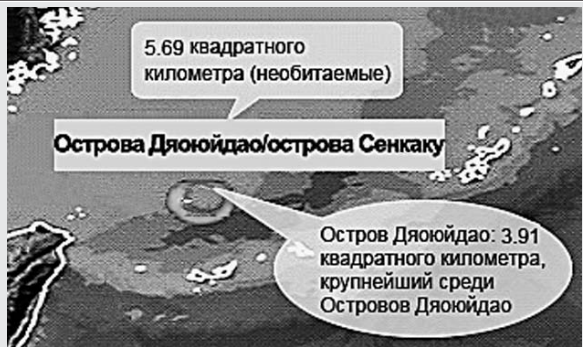 5.69 квадратного
километра (необитаемые)
Острова Дяоюйдао/острова Сенкаку
Остров Дяоюйдао: 3.91
квадратного километра,
крупнейший среди
Островов Дяоюйдао